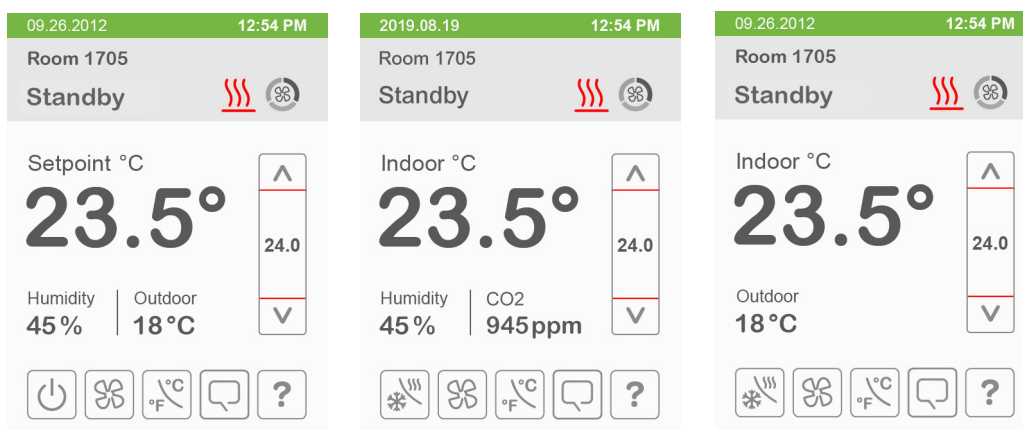 09.26.2012 12:54 PM
Room 1705
Standby
Setpoint °C
23.5°
24.0
Humidity Outdoor
45% 18°C
°C
°F
?
2019.08.19 12:54 PM
Room 1705
Standby
Indoor °C
23.5°
24.0
Humidity CO2
45% 945ppm
°C
°F
?
09.26.2012 12:54 PM
Room 1705
Standby
Indoor °C
23.5°
24.0
Outdoor
18°C
°C
°F
?